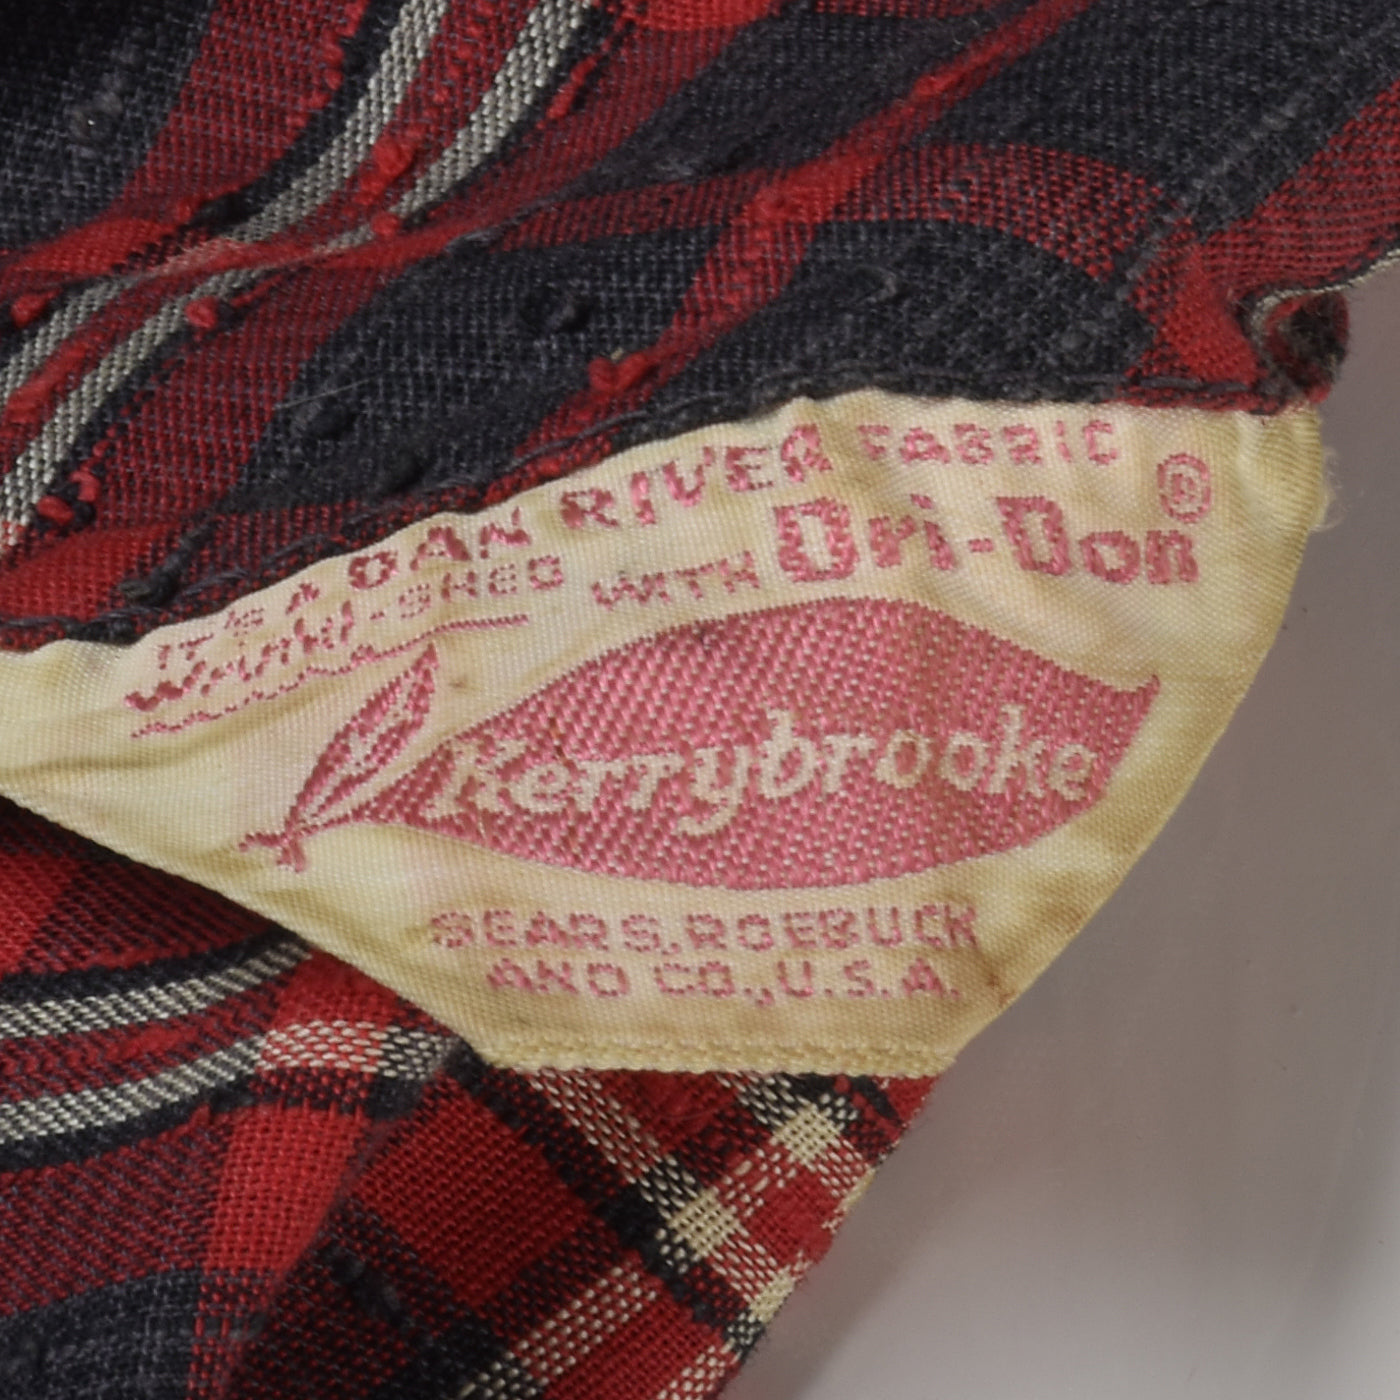 IT'S A DAN RIVER FABRIC
WRINKL-SHED WITH Dri-Don®
Kerrybrooke
SEARS, ROEBUCK
AND CO., U.S.A.